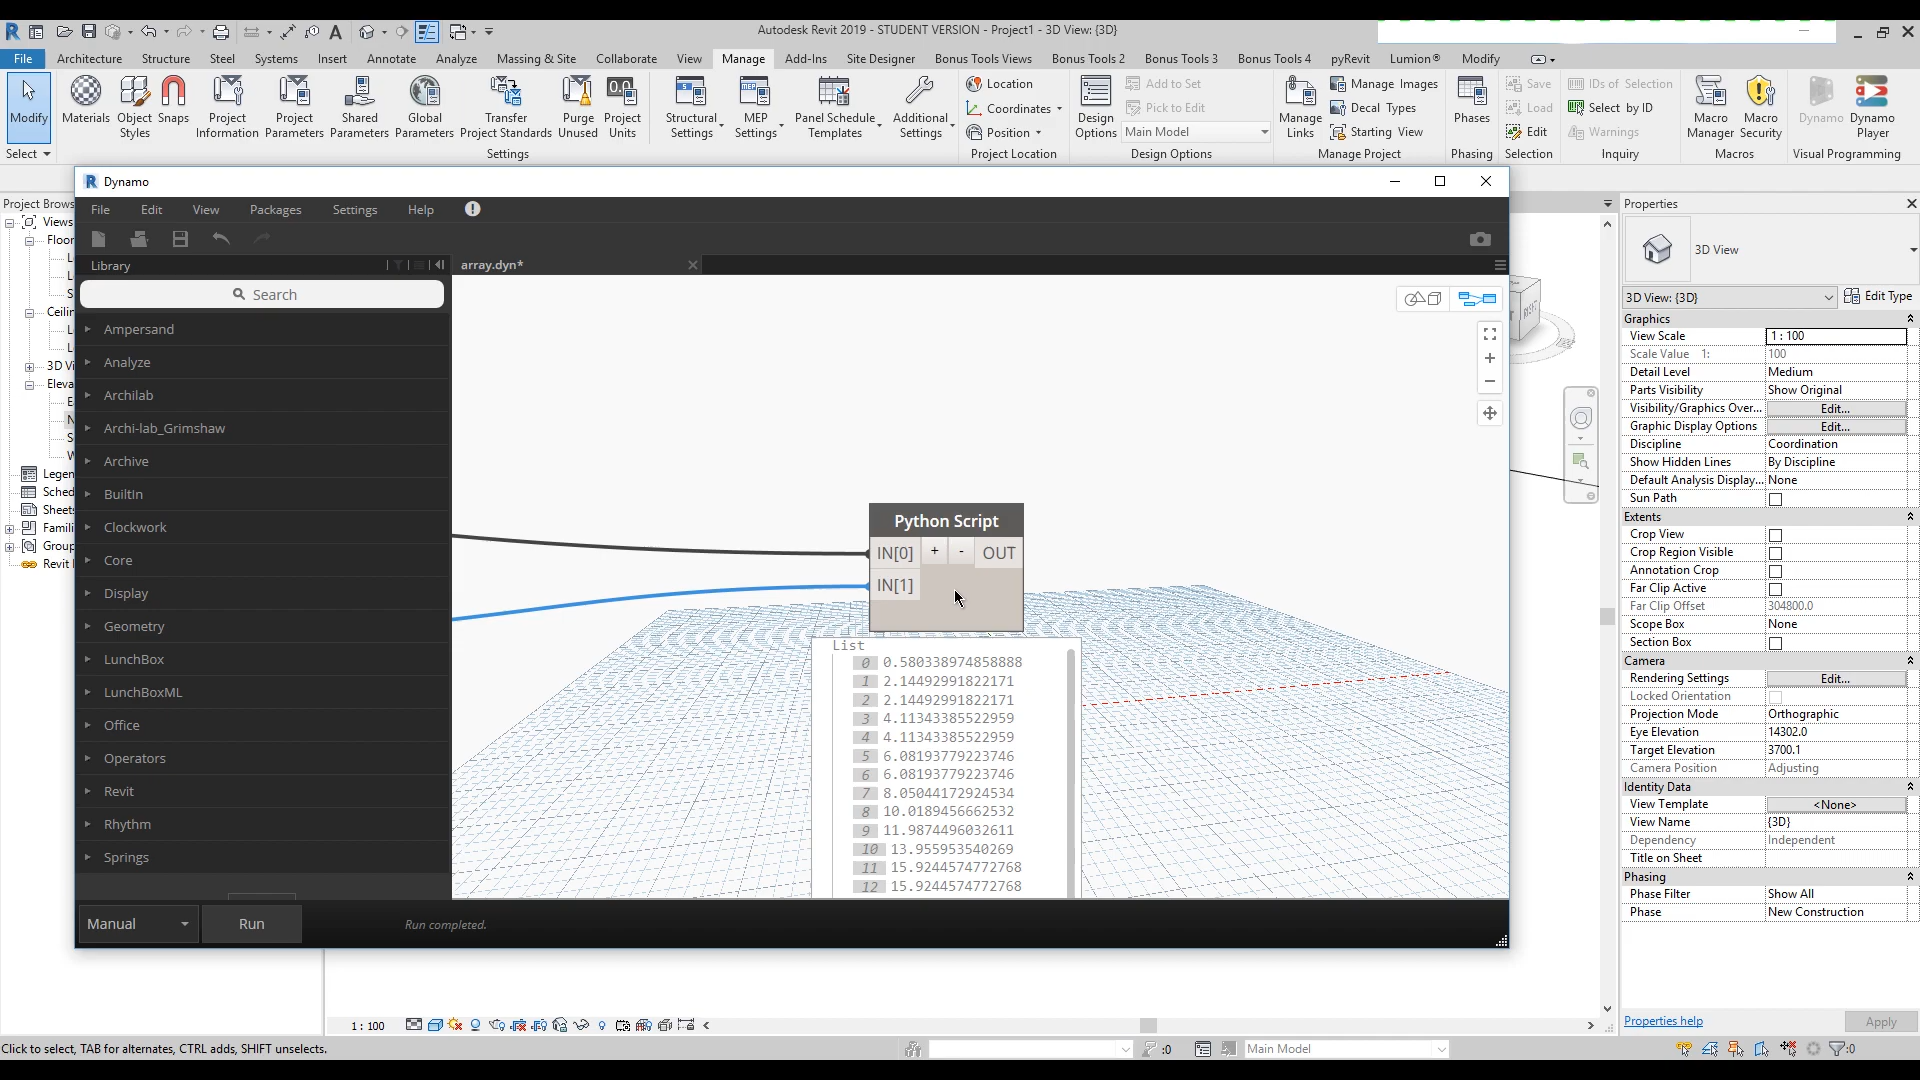 Autodesk Revit 2019 - STUDENT VERSION - Project1 - 3D View: {3D}
File Architecture Structure Steel Systems Insert Annotate Analyze Massing & Site Collaborate View Manage Add-Ins Site Designer Bonus Tools Views Bonus Tools 2 Bonus Tools 3 Bonus Tools 4 pyRevit Lumion® Modify
Modify
Materials
Object Styles
Snaps
Project Information
Project Parameters
Shared Parameters
Global Parameters
Transfer Project Standards
Purge Unused
Project Units
Structural Settings
MEP Settings
Panel Schedule Templates
Additional Settings
Location
Coordinates
Position
Design Options
Add to Set
Pick to Edit
Main Model
Manage Links
Manage Images
Decal Types
Starting View
Phases
Save
Load
Edit
IDs of Selection
Select by ID
Warnings
Macro Manager
Macro Security
Dynamo
Dynamo Player
Select
Settings
Project Location
Design Options
Manage Project
Phasing
Selection
Inquiry
Macros
Visual Programming
Project Brows
Views
Floor
Ceilin
3D Vi
Eleva
Legen
Sched
Sheets
Famili
Group
Revit l
Dynamo
File Edit View Packages Settings Help
Library
array.dyn*
Search
Ampersand
Analyze
Archilab
Archi-lab_Grimshaw
Archive
BuiltIn
Clockwork
Core
Display
Geometry
LunchBox
LunchBoxML
Office
Operators
Revit
Rhythm
Springs
Python Script
IN[0] + - OUT
IN[1]
List
0 0.580338974858888
1 2.14492991822171
2 2.14492991822171
3 4.11343385522959
4 4.11343385522959
5 6.08193779223746
6 6.08193779223746
7 8.05044172924534
8 10.0189456662532
9 11.9874496032611
10 13.955953540269
11 15.9244574772768
12 15.9244574772768
Manual Run Run completed.
Properties
3D View
3D View: {3D} Edit Type
Graphics
View Scale 1 : 100
Scale Value 1: 100
Detail Level Medium
Parts Visibility Show Original
Visibility/Graphics Over... Edit...
Graphic Display Options Edit...
Discipline Coordination
Show Hidden Lines By Discipline
Default Analysis Display... None
Sun Path
Extents
Crop View
Crop Region Visible
Annotation Crop
Far Clip Active
Far Clip Offset 304800.0
Scope Box None
Section Box
Camera
Rendering Settings Edit...
Locked Orientation
Projection Mode Orthographic
Eye Elevation 14302.0
Target Elevation 3700.1
Camera Position Adjusting
Identity Data
View Template <None>
View Name {3D}
Dependency Independent
Title on Sheet
Phasing
Phase Filter Show All
Phase New Construction
Properties help Apply
1 : 100
Click to select, TAB for alternates, CTRL adds, SHIFT unselects.
:0
Main Model
:0